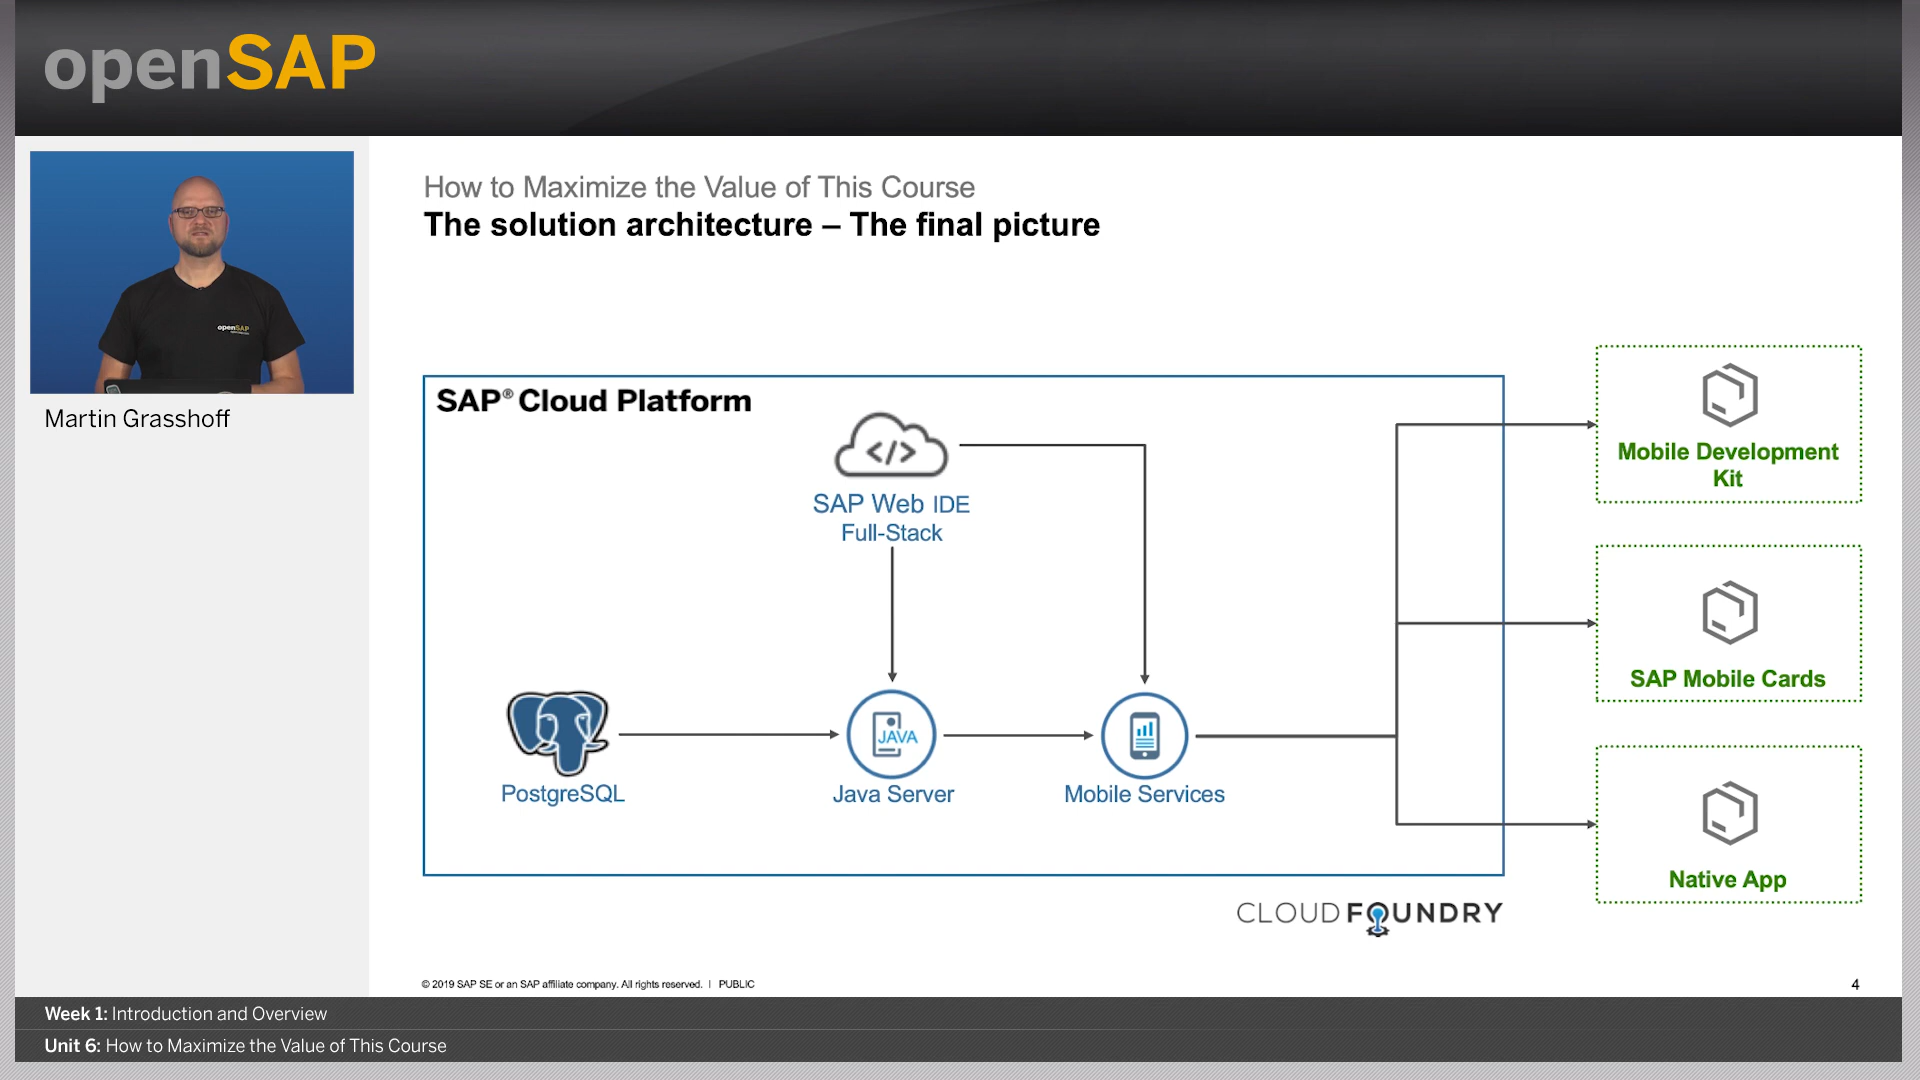 openSAP
openSAP
Martin Grasshoff
How to Maximize the Value of This Course
The solution architecture – The final picture
SAP® Cloud Platform
</>
SAP Web IDE
Full-Stack
PostgreSQL
JAVA
Java Server
Mobile Services
Mobile Development
Kit
SAP Mobile Cards
Native App
CLOUD FOUNDRY
© 2019 SAP SE or an SAP affiliate company. All rights reserved. | PUBLIC
4
Week 1: Introduction and Overview
Unit 6: How to Maximize the Value of This Course